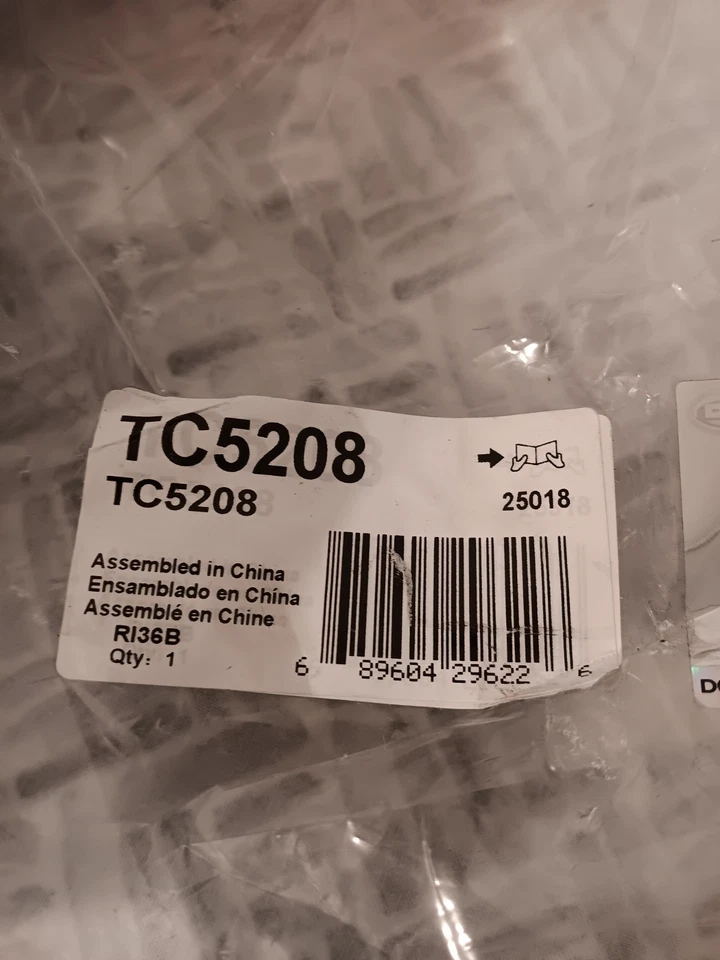 TC5208
TC5208
25018
Assembled in China
Ensamblado en China
Assemblé en Chine
RI36B
Qty: 1
6 89604 29622 6